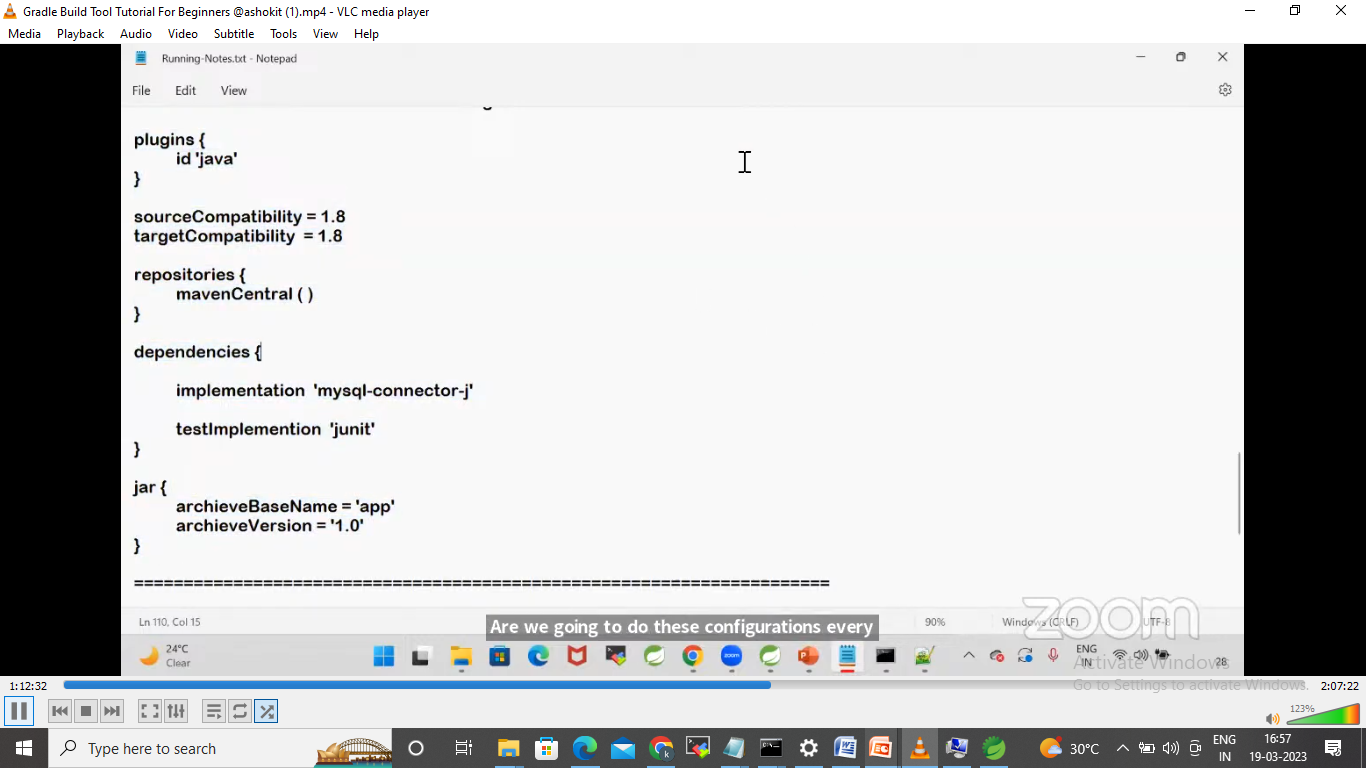 Gradle Build Tool Tutorial For Beginners @ashokit (1).mp4 - VLC media player
Media Playback Audio Video Subtitle Tools View Help
Running-Notes.txt - Notepad
File Edit View
plugins {
id 'java'
}
sourceCompatibility = 1.8
targetCompatibility = 1.8
repositories {
mavenCentral ( )
}
dependencies {
implementation 'mysql-connector-j'
testImplemention 'junit'
}
jar {
archieveBaseName = 'app'
archieveVersion = '1.0'
}
======================================================================
Ln 110, Col 15
90%
Windows (CRLF)
UTF-8
Are we going to do these configurations every
zoom
24°C
Clear
ENG
IN
28
Activate Windows
Go to Settings to activate Windows.
1:12:32
2:07:22
123%
Type here to search
30°C
ENG
IN
16:57
19-03-2023